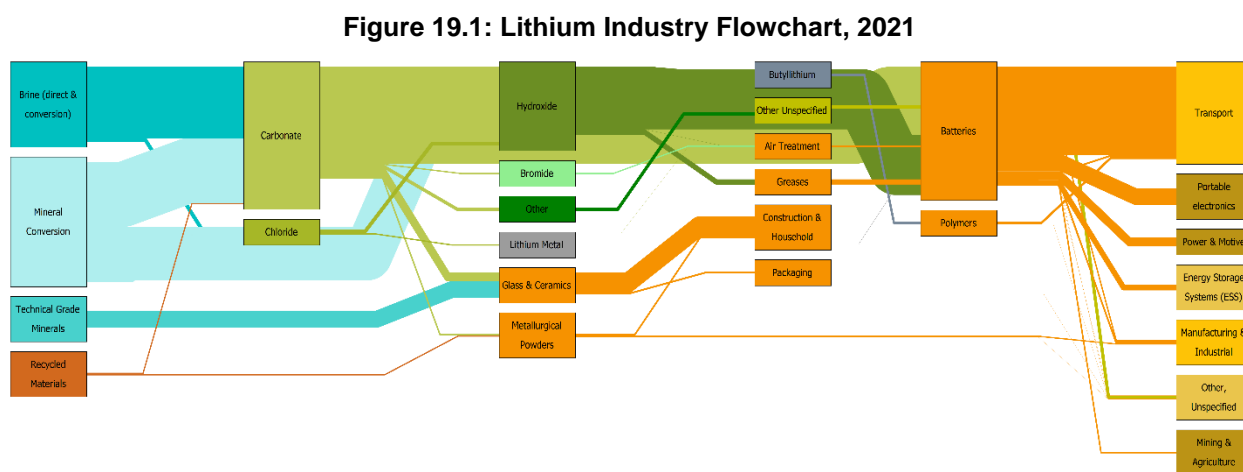 Figure 19.1: Lithium Industry Flowchart, 2021
Brine (direct &
conversion)
Mineral
Conversion
Technical Grade
Minerals
Recycled
Materials
Carbonate
Chloride
Hydroxide
Bromide
Other
Lithium Metal
Glass & Ceramics
Metallurgical
Powders
Butyllithium
Other Unspecified
Air Treatment
Greases
Construction &
Household
Packaging
Batteries
Polymers
Transport
Portable
electronics
Power & Motive
Energy Storage
Systems (ESS)
Manufacturing &
Industrial
Other,
Unspecified
Mining &
Agriculture